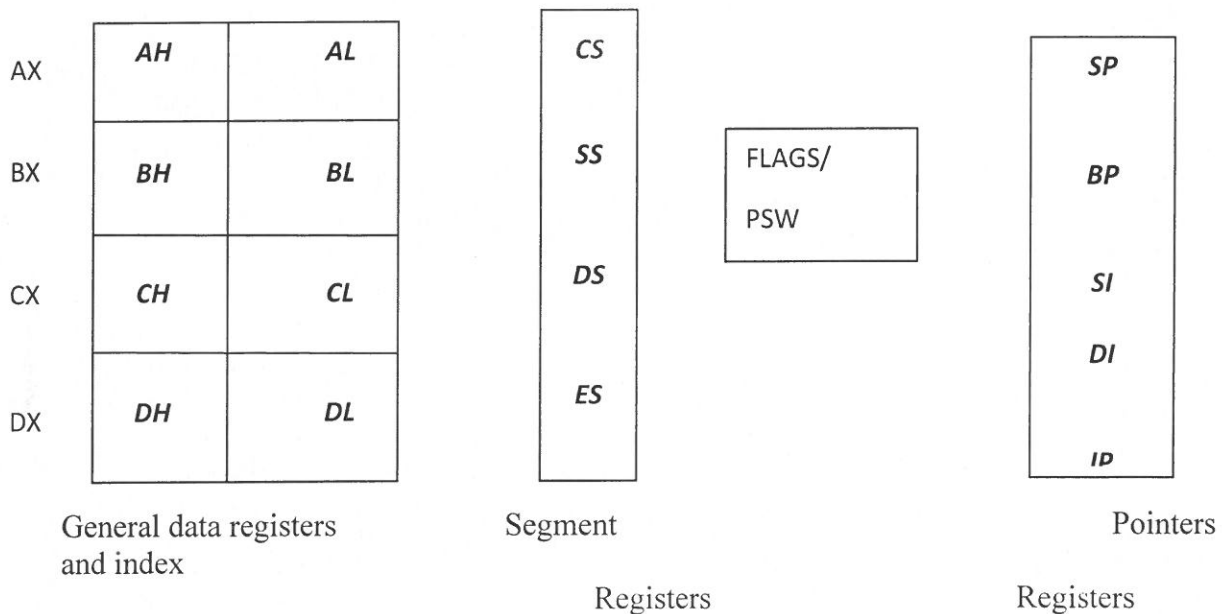 AX AH AL
BX BH BL
CX CH CL
DX DH DL
General data registers
and index
CS
SS
DS
ES
Segment
Registers
FLAGS/
PSW
SP
BP
SI
DI
IP
Pointers
Registers